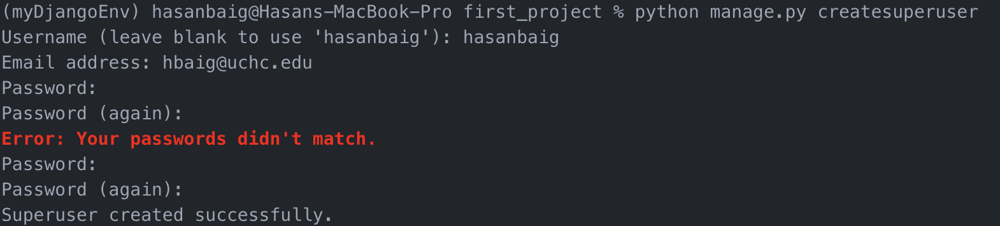 (myDjangoEnv) hasanbaig@Hasans-MacBook-Pro first_project % python manage.py createsuperuser
Username (leave blank to use 'hasanbaig'): hasanbaig
Email address: hbaig@uchc.edu
Password:
Password (again):
Error: Your passwords didn't match.
Password:
Password (again):
Superuser created successfully.